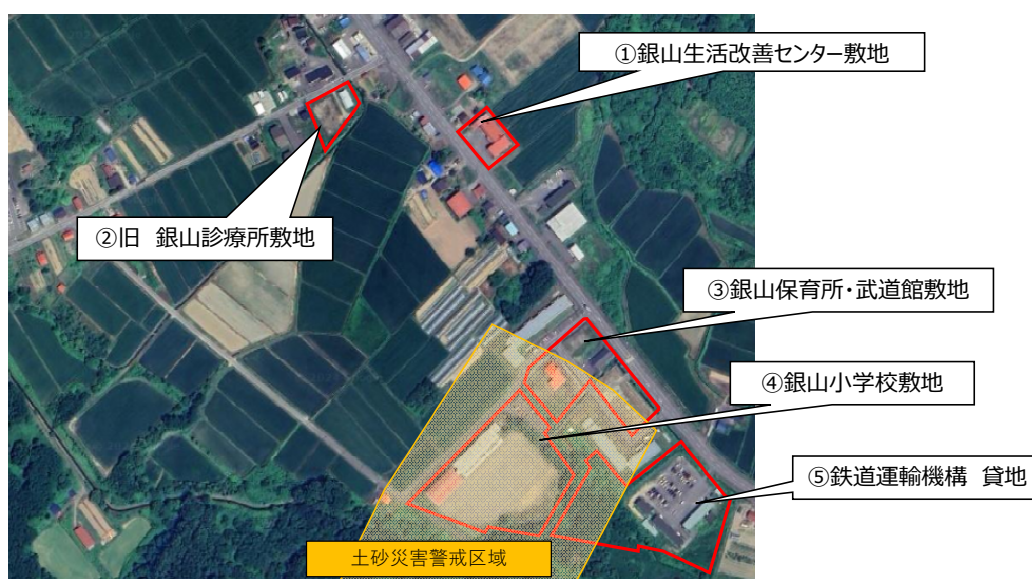 ①銀山生活改善センター敷地
②旧　銀山診療所敷地
③銀山保育所・武道館敷地
④銀山小学校敷地
⑤鉄道運輸機構　貸地
土砂災害警戒区域